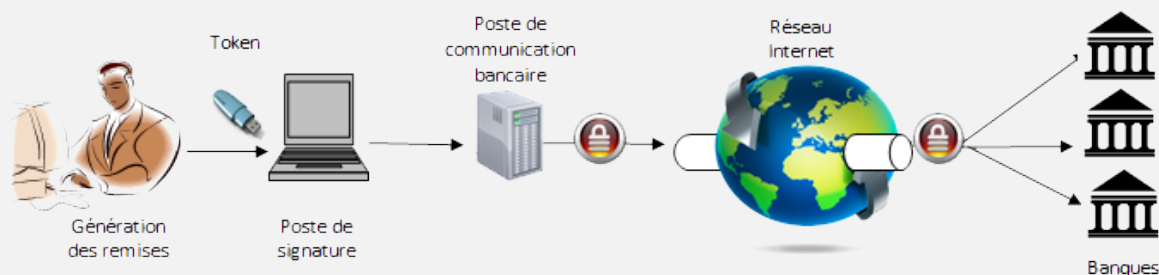 Token
Poste de
communication
bancaire
Réseau
Internet
Génération
des remises
Poste de
signature
Banques